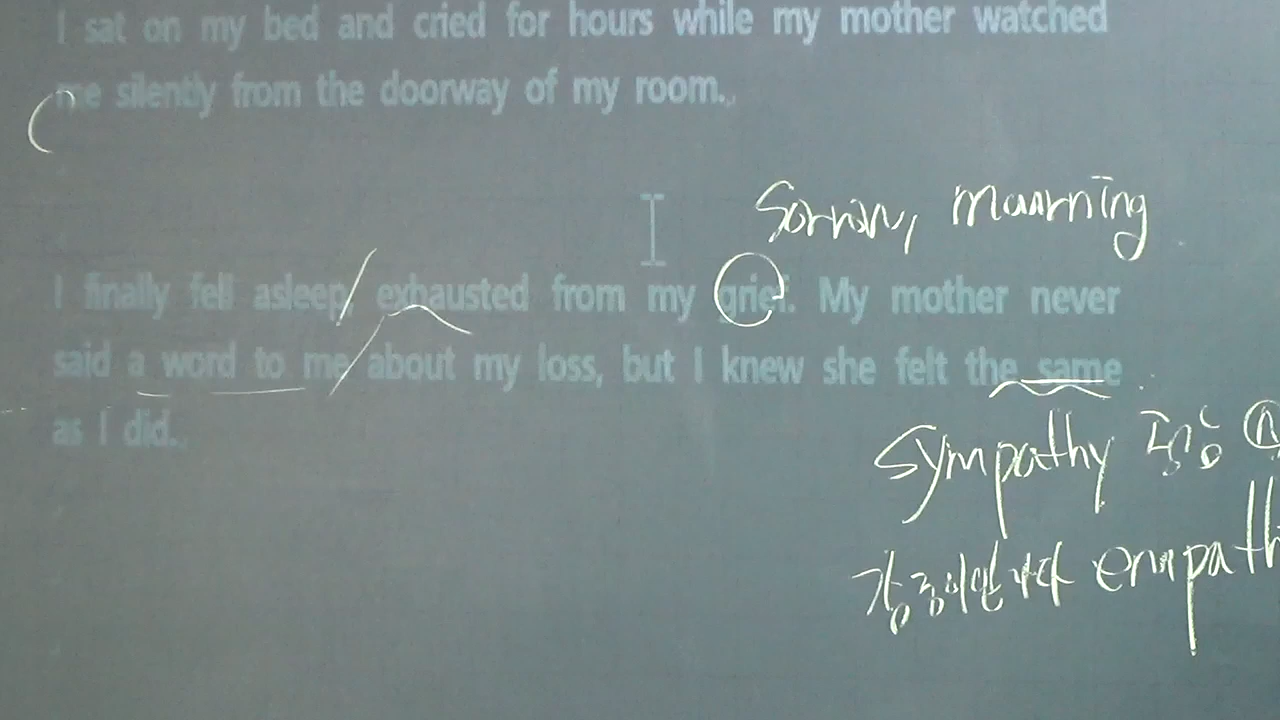 I sat on my bed and cried for hours while my mother watched
me silently from the doorway of my room.
Sorrow, mourning
I finally fell asleep, exhausted from my grief. My mother never
said a word to me about my loss, but I knew she felt the same
as I did.
sympathy 동정
empath